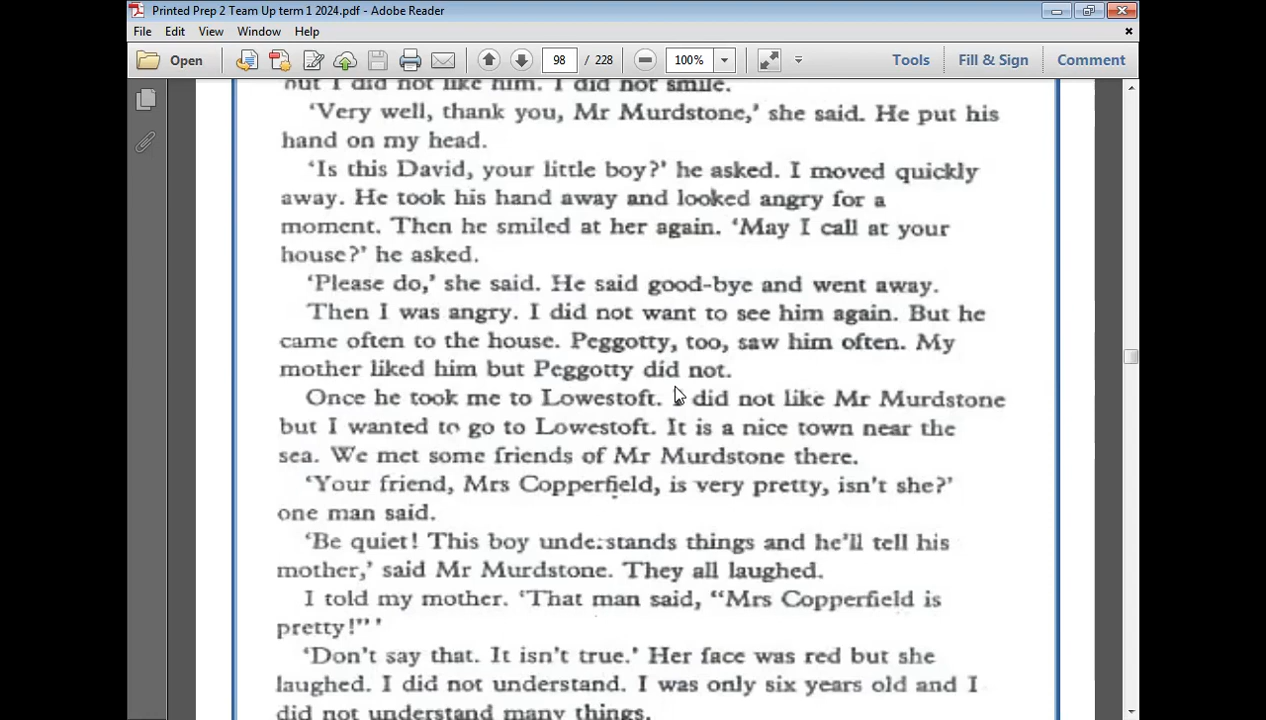 Printed Prep 2 Team Up term 1 2024.pdf - Adobe Reader
File Edit View Window Help
Open 98 / 228 100% Tools Fill & Sign Comment
but I did not like him. I did not smile.
‘Very well, thank you, Mr Murdstone,’ she said. He put his
hand on my head.
‘Is this David, your little boy?’ he asked. I moved quickly
away. He took his hand away and looked angry for a
moment. Then he smiled at her again. ‘May I call at your
house?’ he asked.
‘Please do,’ she said. He said good-bye and went away.
Then I was angry. I did not want to see him again. But he
came often to the house. Peggotty, too, saw him often. My
mother liked him but Peggotty did not.
Once he took me to Lowestoft. I did not like Mr Murdstone
but I wanted to go to Lowestoft. It is a nice town near the
sea. We met some friends of Mr Murdstone there.
‘Your friend, Mrs Copperfield, is very pretty, isn't she?’
one man said.
‘Be quiet! This boy understands things and he'll tell his
mother,’ said Mr Murdstone. They all laughed.
I told my mother. ‘That man said, “Mrs Copperfield is
pretty!” ’
‘Don't say that. It isn't true.’ Her face was red but she
laughed. I did not understand. I was only six years old and I
did not understand many things.